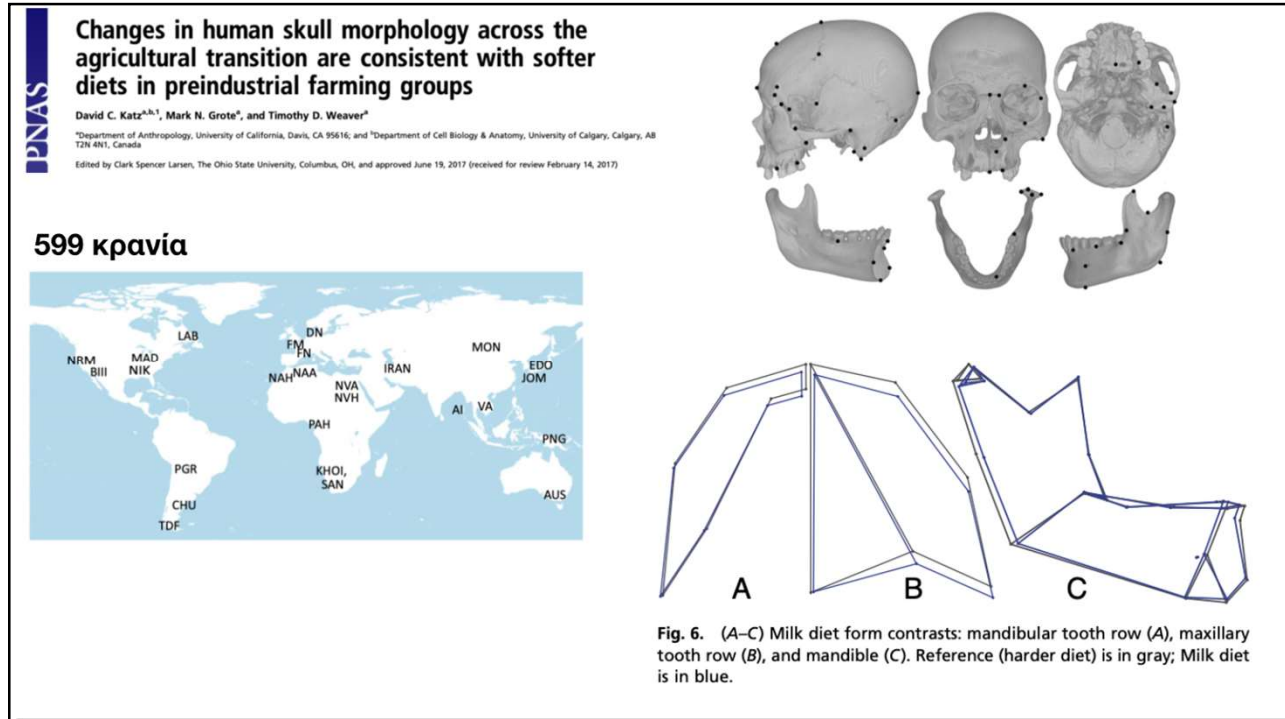 PNAS
Changes in human skull morphology across the
agricultural transition are consistent with softer
diets in preindustrial farming groups
David C. Katzᵃ,ᵇ,¹, Mark N. Groteᵃ, and Timothy D. Weaverᵃ
ᵃDepartment of Anthropology, University of California, Davis, CA 95616; and ᵇDepartment of Cell Biology & Anatomy, University of Calgary, Calgary, AB
T2N 4N1, Canada
Edited by Clark Spencer Larsen, The Ohio State University, Columbus, OH, and approved June 19, 2017 (received for review February 14, 2017)
599 κρανία
LAB
DN
NRM
MAD
FM
FN
MON
BIII
NIK
IRAN
EDO
NAH
NAA
JOM
NVA
NVH
AI
VA
PAH
PNG
PGR
KHOI,
SAN
AUS
CHU
TDF
A
B
C
Fig. 6. (A–C) Milk diet form contrasts: mandibular tooth row (A), maxillary
tooth row (B), and mandible (C). Reference (harder diet) is in gray; Milk diet
is in blue.